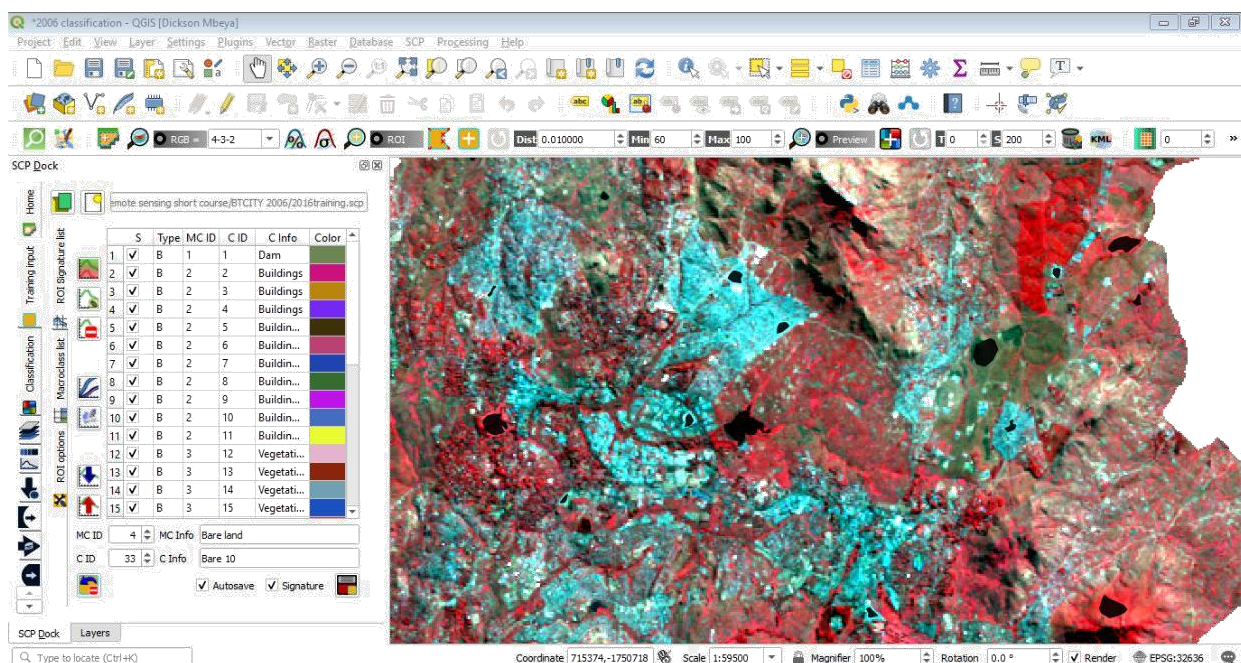 *2006 classification - QGIS [Dickson Mbeya]
Project Edit View Layer Settings Plugins Vector Raster Database SCP Processing Help
RGB = 4-3-2 ROI Dist 0.010000 Min 60 Max 100 Preview T 0 S 200 KML 0 »
SCP Dock
Home
Training input
Classification
ROI Signature list
Macroclass list
ROI options
emote sensing short course/BTCITY 2006/2016training.scp
S Type MC ID C ID C Info Color
1 B 1 1 Dam
2 B 2 2 Buildings
3 B 2 3 Buildings
4 B 2 4 Buildings
5 B 2 5 Buildin...
6 B 2 6 Buildin...
7 B 2 7 Buildin...
8 B 2 8 Buildin...
9 B 2 9 Buildin...
10 B 2 10 Buildin...
11 B 2 11 Buildin...
12 B 3 12 Vegetati...
13 B 3 13 Vegetati...
14 B 3 14 Vegetati...
15 B 3 15 Vegetati...
MC ID 4 MC Info Bare land
C ID 33 C Info Bare 10
Autosave Signature
SCP Dock Layers
Type to locate (Ctrl+K) Coordinate 715374,-1750718 Scale 1:59500 Magnifier 100% Rotation 0.0 ° Render EPSG:32636